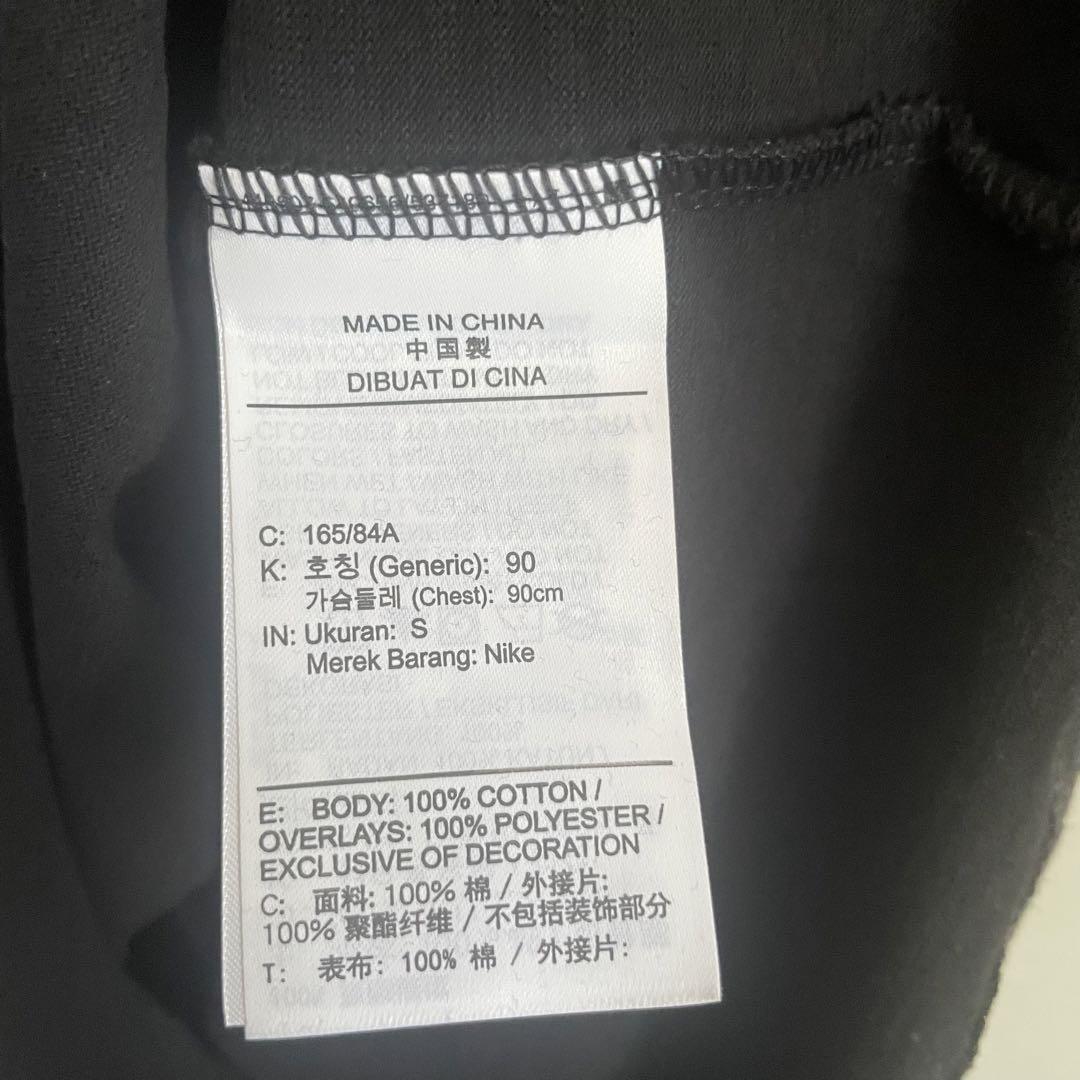 MADE IN CHINA
中国製
DIBUAT DI CINA
C: 165/84A
K: 호칭 (Generic): 90
가슴둘레 (Chest): 90cm
IN: Ukuran: S
Merek Barang: Nike
E: BODY: 100% COTTON /
OVERLAYS: 100% POLYESTER /
EXCLUSIVE OF DECORATION
C: 面料: 100% 棉 / 外接片:
100% 聚酯纤维 / 不包括装饰部分
T: 表布: 100% 棉 / 外接片: